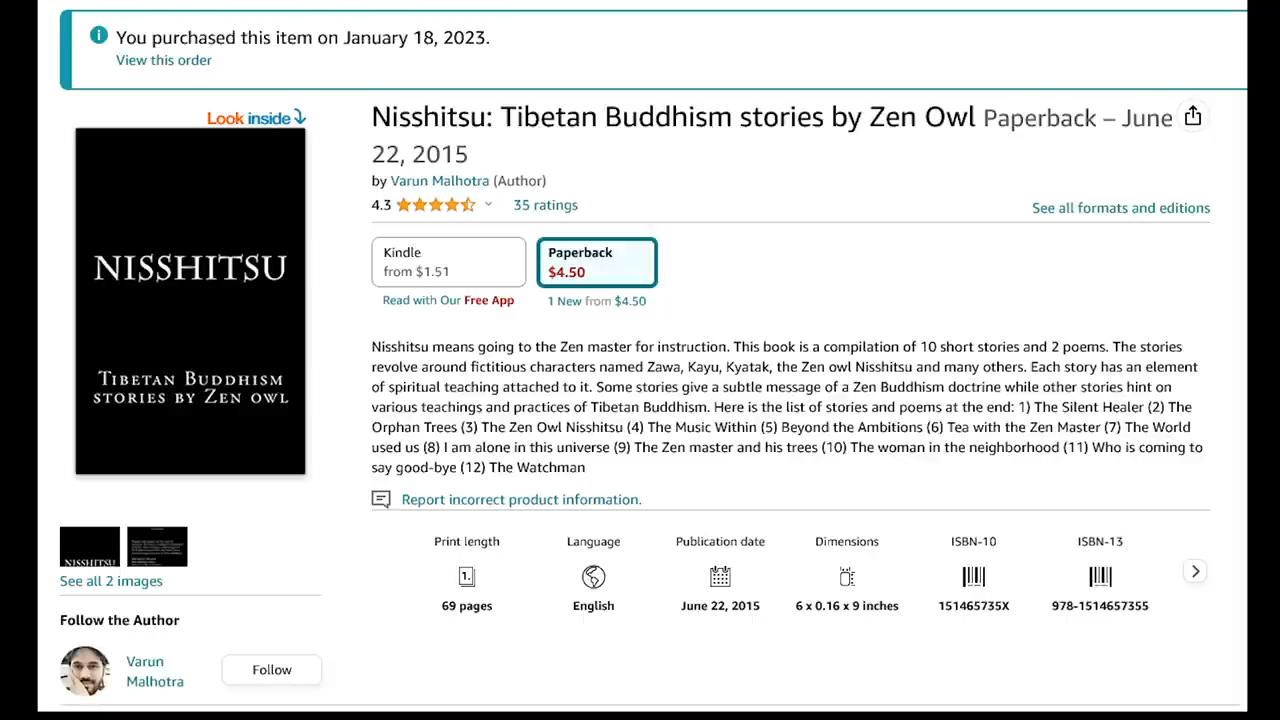 You purchased this item on January 18, 2023.
View this order
Look inside
NISSHITSU
TIBETAN BUDDHISM
STORIES BY ZEN OWL
NISSHITSU
See all 2 images
Follow the Author
Varun
Malhotra
Follow
Nisshitsu: Tibetan Buddhism stories by Zen Owl Paperback – June
22, 2015
by Varun Malhotra (Author)
4.3 35 ratings
See all formats and editions
Kindle
from $1.51
Read with Our Free App
Paperback
$4.50
1 New from $4.50
Nisshitsu means going to the Zen master for instruction. This book is a compilation of 10 short stories and 2 poems. The stories
revolve around fictitious characters named Zawa, Kayu, Kyatak, the Zen owl Nisshitsu and many others. Each story has an element
of spiritual teaching attached to it. Some stories give a subtle message of a Zen Buddhism doctrine while other stories hint on
various teachings and practices of Tibetan Buddhism. Here is the list of stories and poems at the end: 1) The Silent Healer (2) The
Orphan Trees (3) The Zen Owl Nisshitsu (4) The Music Within (5) Beyond the Ambitions (6) Tea with the Zen Master (7) The World
used us (8) I am alone in this universe (9) The Zen master and his trees (10) The woman in the neighborhood (11) Who is coming to
say good-bye (12) The Watchman
Report incorrect product information.
Print length
1.
69 pages
Language
English
Publication date
June 22, 2015
Dimensions
6 x 0.16 x 9 inches
ISBN-10
151465735X
ISBN-13
978-1514657355